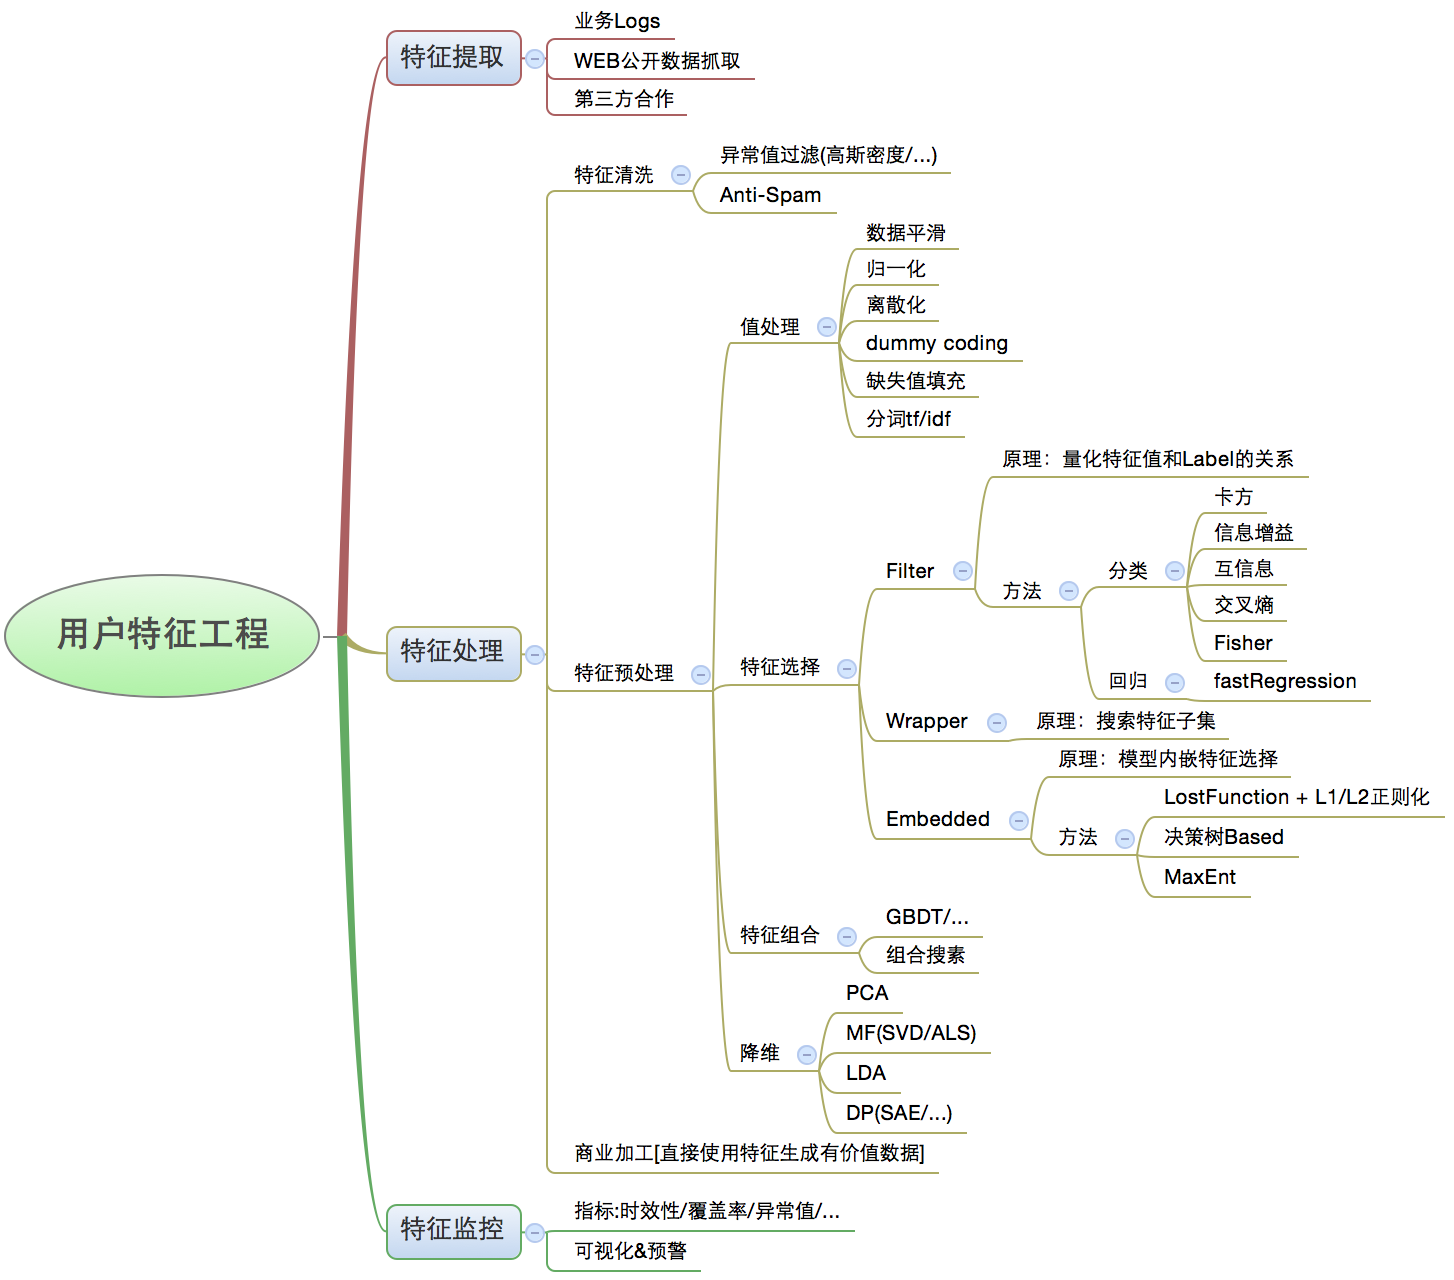 用户特征工程
特征提取
业务Logs
WEB公开数据抓取
第三方合作
特征处理
特征清洗
异常值过滤(高斯密度/...)
Anti-Spam
特征预处理
值处理
数据平滑
归一化
离散化
dummy coding
缺失值填充
分词tf/idf
特征选择
Filter
原理：量化特征值和Label的关系
方法
分类
卡方
信息增益
互信息
交叉熵
Fisher
回归
fastRegression
Wrapper
原理：搜索特征子集
Embedded
原理：模型内嵌特征选择
方法
LostFunction + L1/L2正则化
决策树Based
MaxEnt
特征组合
GBDT/...
组合搜素
降维
PCA
MF(SVD/ALS)
LDA
DP(SAE/...)
商业加工[直接使用特征生成有价值数据]
特征监控
指标:时效性/覆盖率/异常值/...
可视化&预警